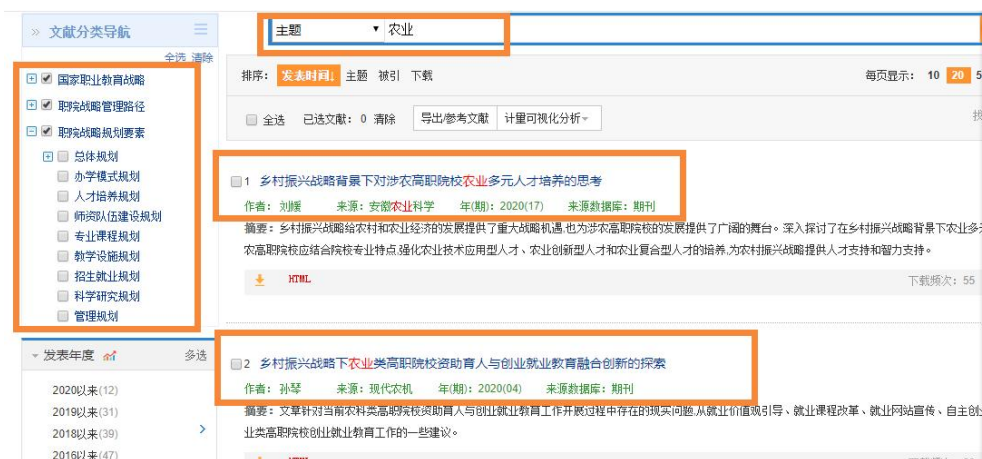 » 文献分类导航
全选 清除
国家职业教育战略
职院战略管理路径
职院战略规划要素
总体规划
办学模式规划
人才培养规划
师资队伍建设规划
专业课程规划
教学设施规划
招生就业规划
科学研究规划
管理规划
发表年度 多选
2020以来(12)
2019以来(31)
2018以来(39)
2016以来(47)
主题 农业
排序: 发表时间↓ 主题 被引 下载 每页显示: 10 20 5
全选 已选文献: 0 清除 导出/参考文献 计量可视化分析
1 乡村振兴战略背景下对涉农高职院校农业多元人才培养的思考
作者: 刘媛 来源: 安徽农业科学 年(期): 2020(17) 来源数据库: 期刊
摘要: 乡村振兴战略给农村和农业经济的发展提供了重大战略机遇,也为涉农高职院校的发展提供了广阔的舞台。深入探讨了在乡村振兴战略背景下农业多
农高职院校应结合院校专业特点,强化农业技术应用型人才、农业创新型人才和农业复合型人才的培养,为农村振兴战略提供人才支持和智力支持。
HTML 下载频次: 55
2 乡村振兴战略下农业类高职院校资助育人与创业就业教育融合创新的探索
作者: 孙琴 来源: 现代农机 年(期): 2020(04) 来源数据库: 期刊
摘要: 文章针对当前农科类高职院校资助育人与创业就业教育工作开展过程中存在的现实问题,从就业价值观引导、就业课程改革、就业网站宣传、自主创
业类高职院校创业就业教育工作的一些建议。